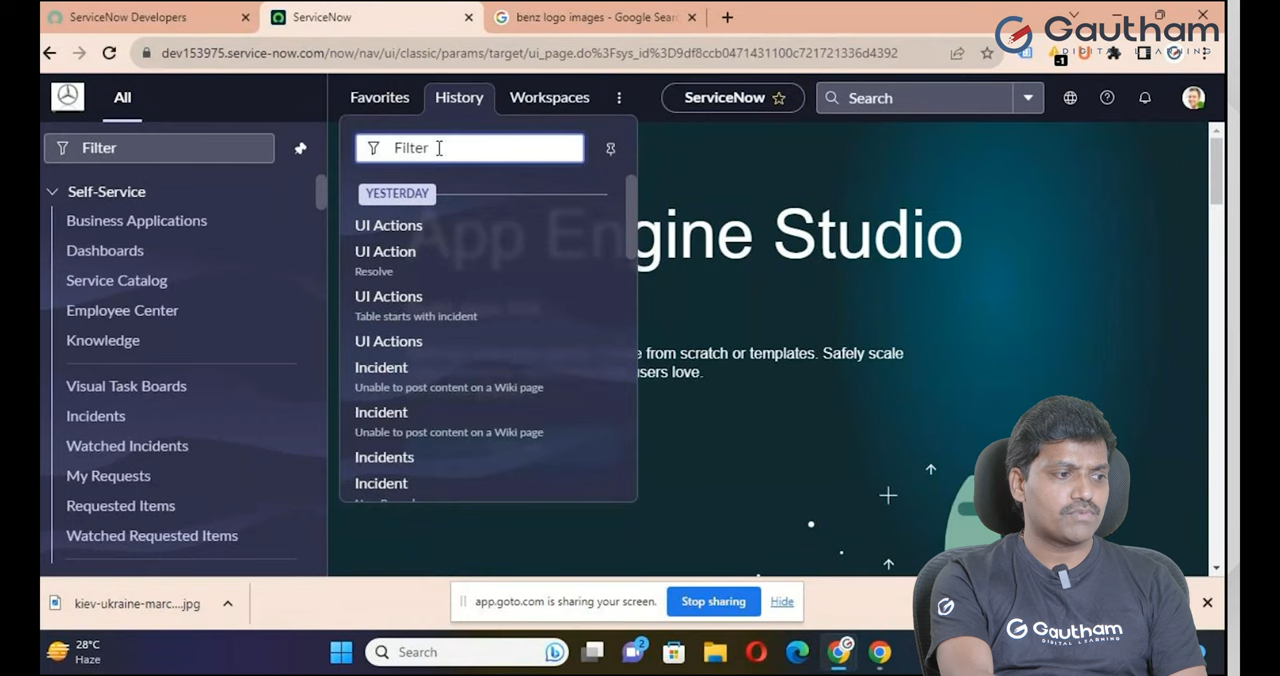 ServiceNow Developers
ServiceNow
benz logo images - Google Sear
Gautham
DIGITAL LEARNING
dev153975.service-now.com/now/nav/ui/classic/params/target/ui_page.do%3Fsys_id%3D9df8ccb0471431100c721721336d4392
-1
All
Favorites
History
Workspaces
ServiceNow
Search
Filter
Filter
Self-Service
Business Applications
Dashboards
Service Catalog
Employee Center
Knowledge
Visual Task Boards
Incidents
Watched Incidents
My Requests
Requested Items
Watched Requested Items
YESTERDAY
UI Actions
UI Action
Resolve
UI Actions
Table starts with incident
UI Actions
Incident
Unable to post content on a Wiki page
Incident
Unable to post content on a Wiki page
Incidents
Incident
App Engine Studio
e from scratch or templates. Safely scale
users love.
kiev-ukraine-marc....jpg
app.goto.com is sharing your screen.
Stop sharing
Hide
28°C
Haze
Search
2
Gautham
DIGITAL LEARNING